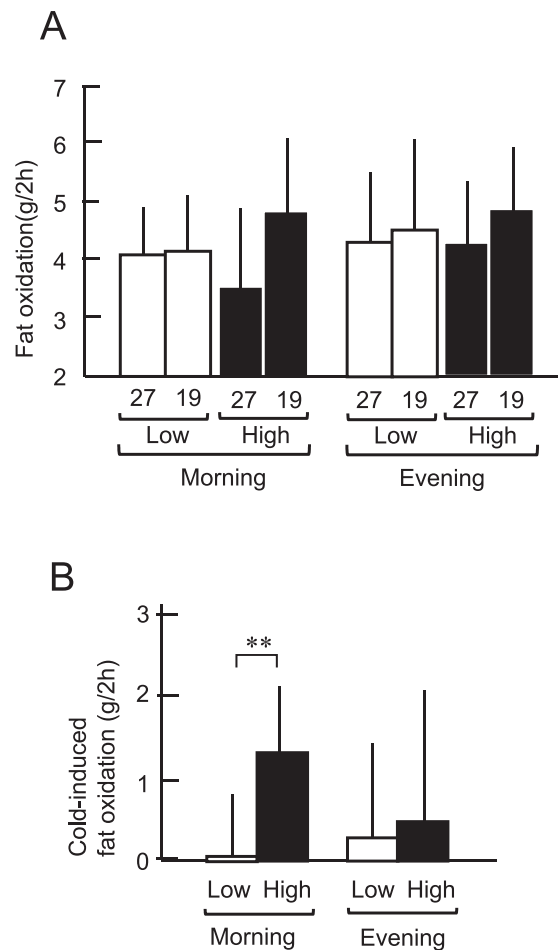 A
Fat oxidation(g/2h)
7
6
5
4
3
2
27 19 27 19 27 19 27 19
Low High Low High
Morning Evening
B
Cold-induced
fat oxidation (g/2h)
3
2
1
0
**
Low High Low High
Morning Evening